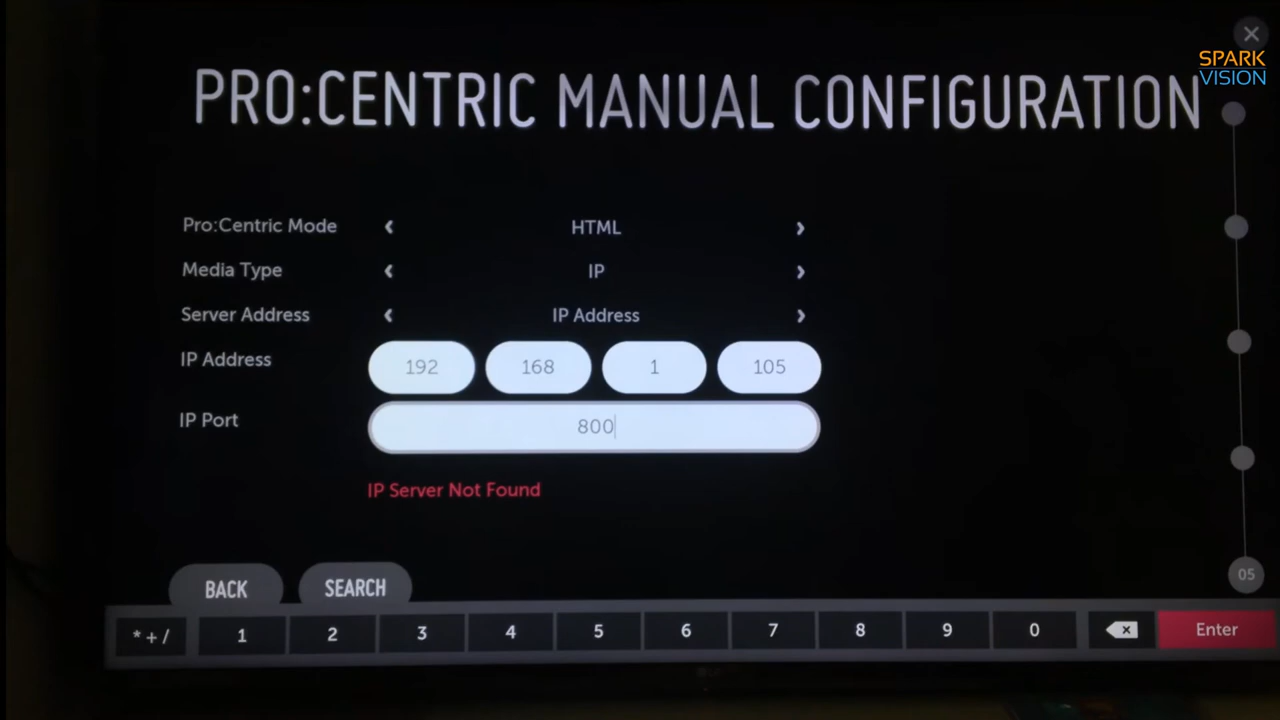 SPARK
VISION
PRO:CENTRIC MANUAL CONFIGURATION
Pro:Centric Mode HTML
Media Type IP
Server Address IP Address
IP Address 192 168 1 105
IP Port 800
IP Server Not Found
05
BACK SEARCH
*+/ 1 2 3 4 5 6 7 8 9 0 Enter